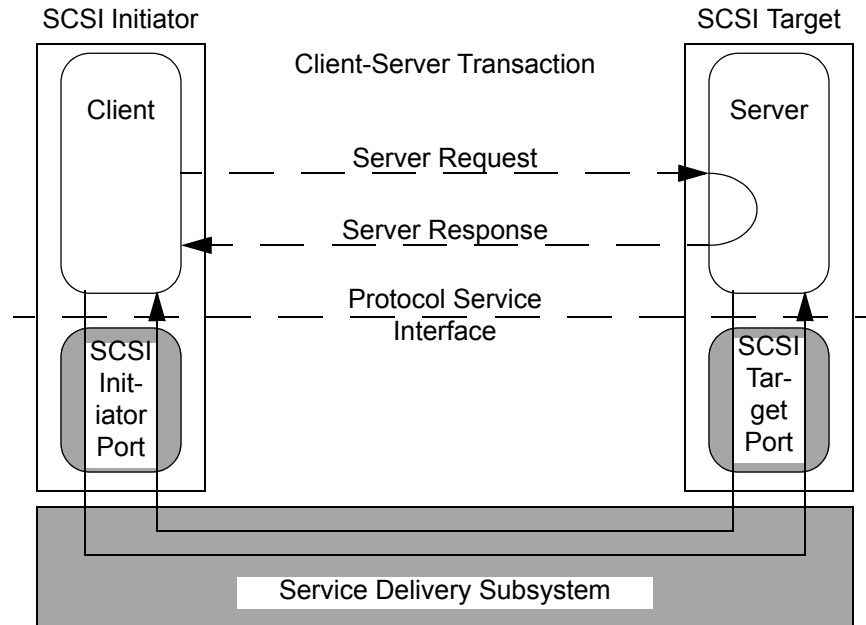 SCSI Initiator
SCSI Target
Client-Server Transaction
Client
Server
Server Request
Server Response
Protocol Service
Interface
SCSI
Init-
iator
Port
SCSI
Tar-
get
Port
Service Delivery Subsystem